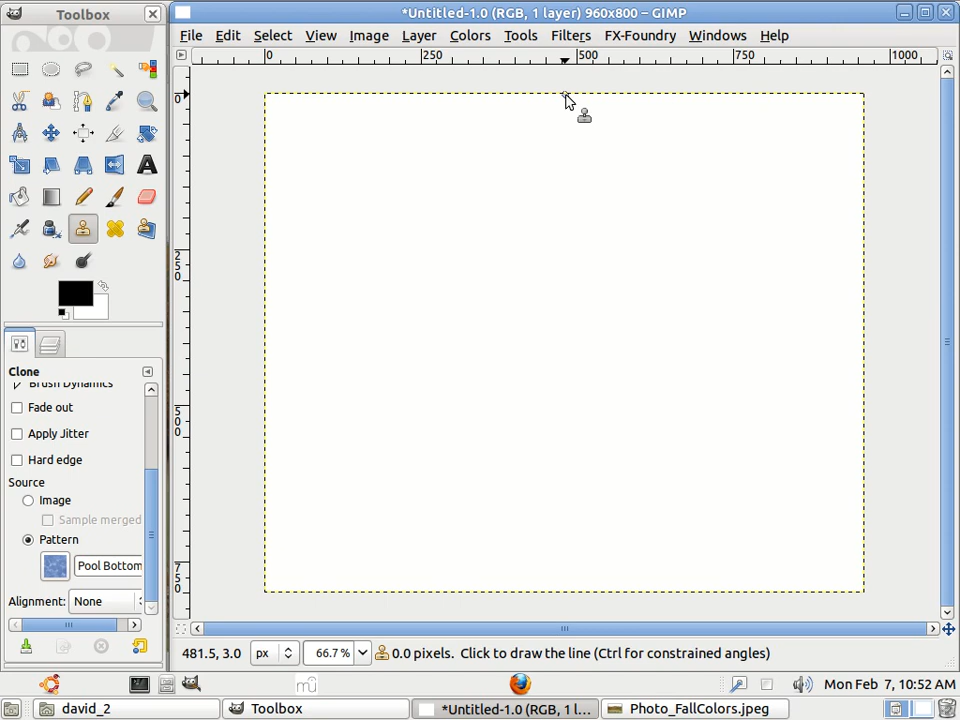 Toolbox
*Untitled-1.0 (RGB, 1 layer) 960x800 – GIMP
File Edit Select View Image Layer Colors Tools Filters FX-Foundry Windows Help
0 250 500 750 1000
0
250
500
750
Clone
Brush Dynamics
Fade out
Apply Jitter
Hard edge
Source
Image
Sample merged
Pattern
Pool Bottom
Alignment: None
481.5, 3.0 px 66.7 % 0.0 pixels. Click to draw the line (Ctrl for constrained angles)
Mon Feb 7, 10:52 AM
david_2 Toolbox *Untitled-1.0 (RGB, 1 l... Photo_FallColors.jpeg